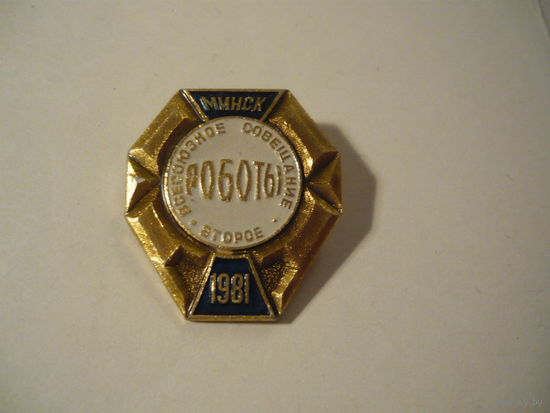 МИНСК
ВСЕСОЮЗНОЕ СОВЕЩАНИЕ
РОБОТЫ
ВТОРОЕ
1981